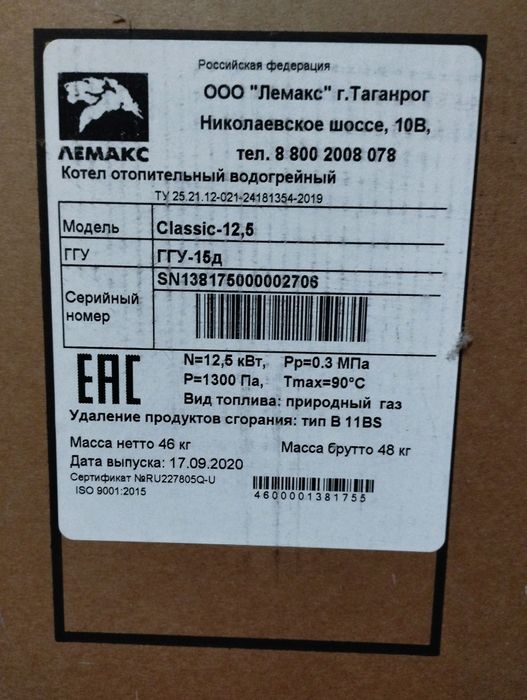 Российская федерация
ООО "Лемакс" г.Таганрог
Николаевское шоссе, 10В,
ЛЕМАКС
тел. 8 800 2008 078
Котел отопительный водогрейный
ТУ 25.21.12-021-24181354-2019
Модель Classic-12,5
ГГУ ГГУ-15д
Серийный номер SN138175000002706
ЕАС
N=12,5 кВт, Рр=0.3 МПа
Р=1300 Па, Tmax=90°C
Вид топлива: природный газ
Удаление продуктов сгорания: тип В 11BS
Масса нетто 46 кг Масса брутто 48 кг
Дата выпуска: 17.09.2020
Сертификат №RU227805Q-U
ISO 9001:2015
4600001381755